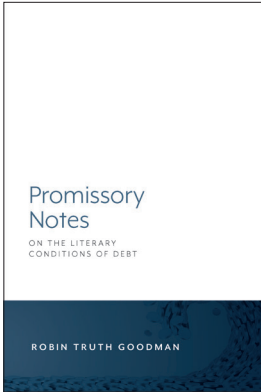 Promissory
Notes
ON THE LITERARY
CONDITIONS OF DEBT
ROBIN TRUTH GOODMAN